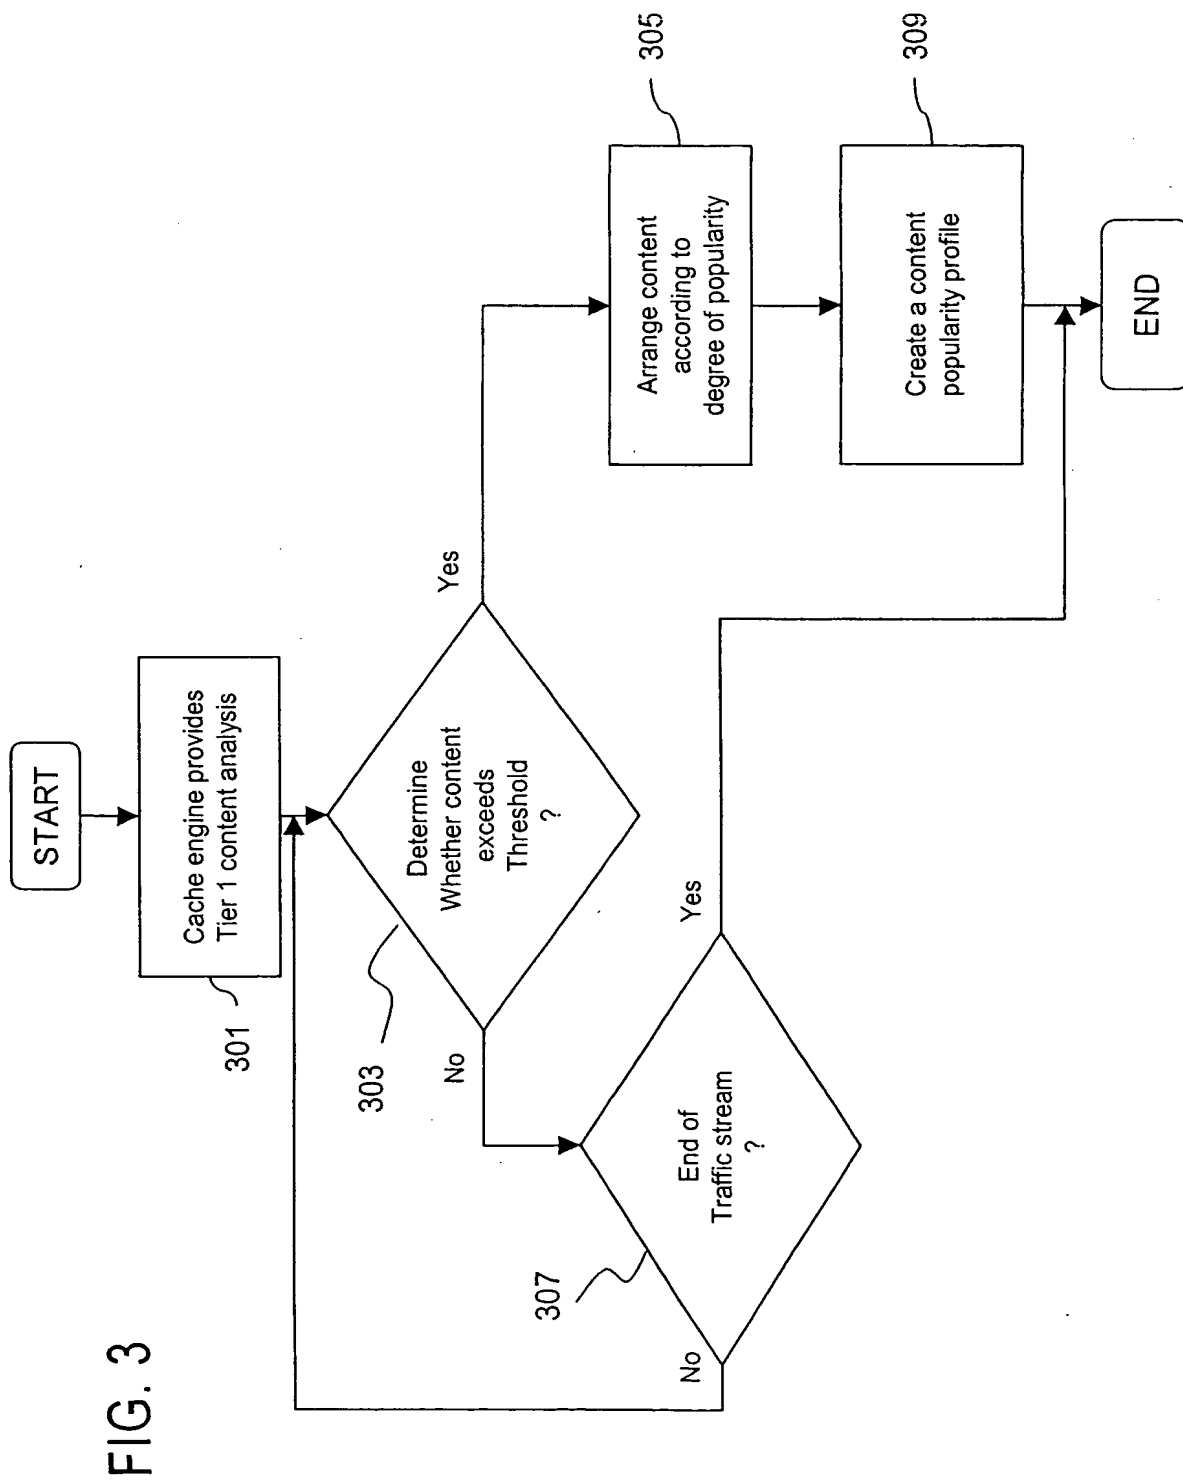 FIG. 3
START
Cache engine provides
Tier 1 content analysis
301
Determine
Whether content
exceeds
Threshold
?
303
Yes
No
Arrange content
according to
degree of popularity
305
End of
Traffic stream
?
307
Yes
No
Create a content
popularity profile
309
END